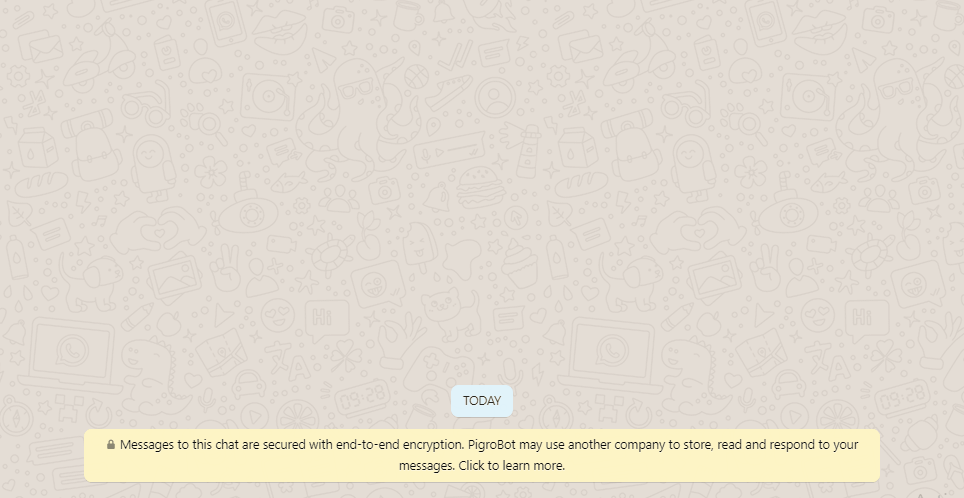 TODAY
Messages to this chat are secured with end-to-end encryption. PigroBot may use another company to store, read and respond to your
messages. Click to learn more.